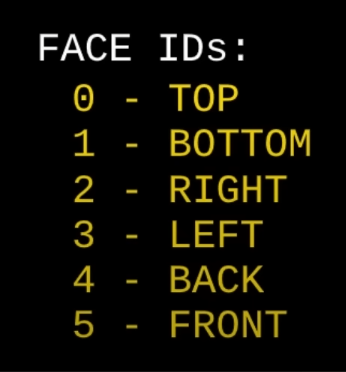 FACE IDs:
0 - TOP
1 - BOTTOM
2 - RIGHT
3 - LEFT
4 - BACK
5 - FRONT